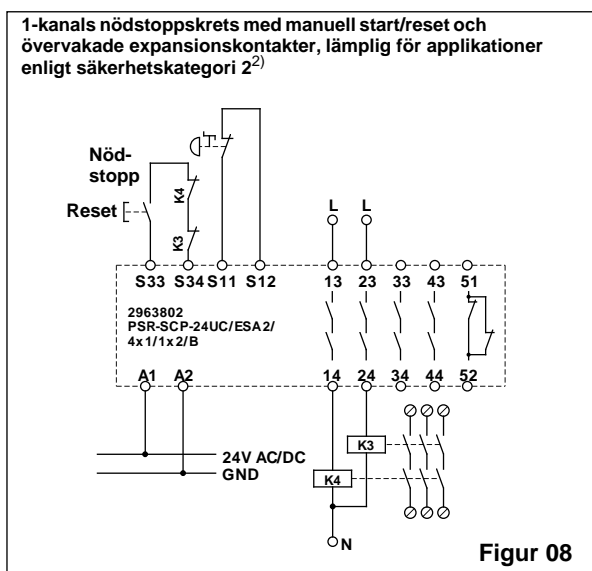 1-kanals nödstoppskrets med manuell start/reset och
övervakade expansionskontakter, lämplig för applikationer
enligt säkerhetskategori 2²⁾
Nöd-
stopp
Reset
K4
K3
L L
S33 S34 S11 S12 13 23 33 43 51
2963802
PSR-SCP-24UC/ESA2/
4x1/1x2/B
A1 A2 14 24 34 44 52
K3
24V AC/DC
K4
GND
N
Figur 08